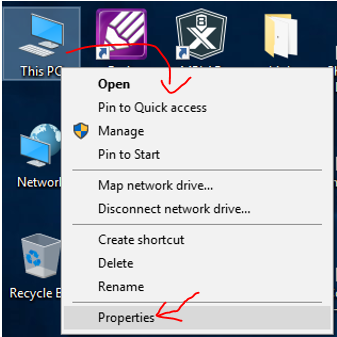 This PC
Open
Pin to Quick access
Manage
Pin to Start
Network
Map network drive...
Disconnect network drive...
Create shortcut
Delete
Recycle
Rename
Properties